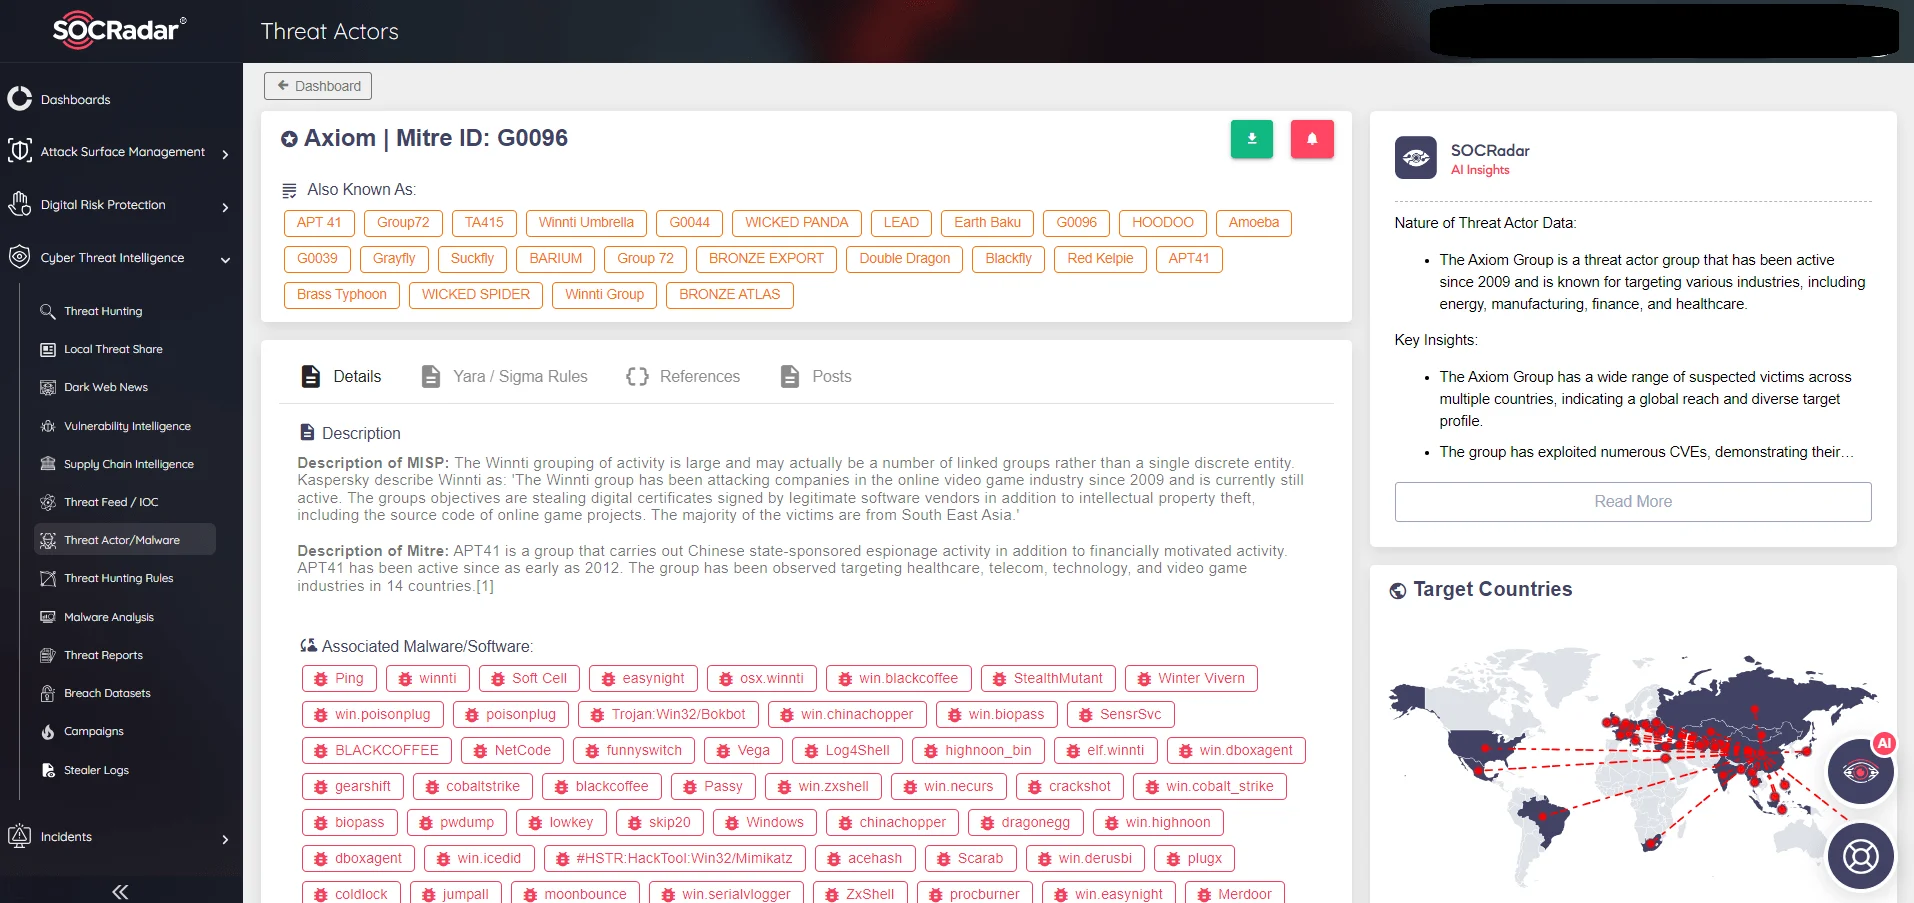 SOCRadar®
Threat Actors
Dashboards
Attack Surface Management
Digital Risk Protection
Cyber Threat Intelligence
Threat Hunting
Local Threat Share
Dark Web News
Vulnerability Intelligence
Supply Chain Intelligence
Threat Feed / IOC
Threat Actor/Malware
Threat Hunting Rules
Malware Analysis
Threat Reports
Breach Datasets
Campaigns
Stealer Logs
Incidents
Dashboard
Axiom | Mitre ID: G0096
Also Known As:
APT 41 Group72 TA415 Winnti Umbrella G0044 WICKED PANDA LEAD Earth Baku G0096 HOODOO Amoeba
G0039 Grayfly Suckfly BARIUM Group 72 BRONZE EXPORT Double Dragon Blackfly Red Kelpie APT41
Brass Typhoon WICKED SPIDER Winnti Group BRONZE ATLAS
Details Yara / Sigma Rules References Posts
Description
Description of MISP: The Winnti grouping of activity is large and may actually be a number of linked groups rather than a single discrete entity.
Kaspersky describe Winnti as: 'The Winnti group has been attacking companies in the online video game industry since 2009 and is currently still
active. The groups objectives are stealing digital certificates signed by legitimate software vendors in addition to intellectual property theft,
including the source code of online game projects. The majority of the victims are from South East Asia.'
Description of Mitre: APT41 is a group that carries out Chinese state-sponsored espionage activity in addition to financially motivated activity.
APT41 has been active since as early as 2012. The group has been observed targeting healthcare, telecom, technology, and video game
industries in 14 countries.[1]
Associated Malware/Software:
Ping winnti Soft Cell easynight osx.winnti win.blackcoffee StealthMutant Winter Vivern
win.poisonplug poisonplug Trojan:Win32/Bokbot win.chinachopper win.biopass SensrSvc
BLACKCOFFEE NetCode funnyswitch Vega Log4Shell highnoon_bin elf.winnti win.dboxagent
gearshift cobaltstrike blackcoffee Passy win.zxshell win.necurs crackshot win.cobalt_strike
biopass pwdump lowkey skip20 Windows chinachopper dragonegg win.highnoon
dboxagent win.icedid #HSTR:HackTool:Win32/Mimikatz acehash Scarab win.derusbi plugx
coldlock jumpall moonbounce win.serialvlogger ZxShell procburner win.easynight Merdoor
SOCRadar
AI Insights
Nature of Threat Actor Data:
• The Axiom Group is a threat actor group that has been active
since 2009 and is known for targeting various industries, including
energy, manufacturing, finance, and healthcare.
Key Insights:
• The Axiom Group has a wide range of suspected victims across
multiple countries, indicating a global reach and diverse target
profile.
• The group has exploited numerous CVEs, demonstrating their...
Read More
Target Countries
AI